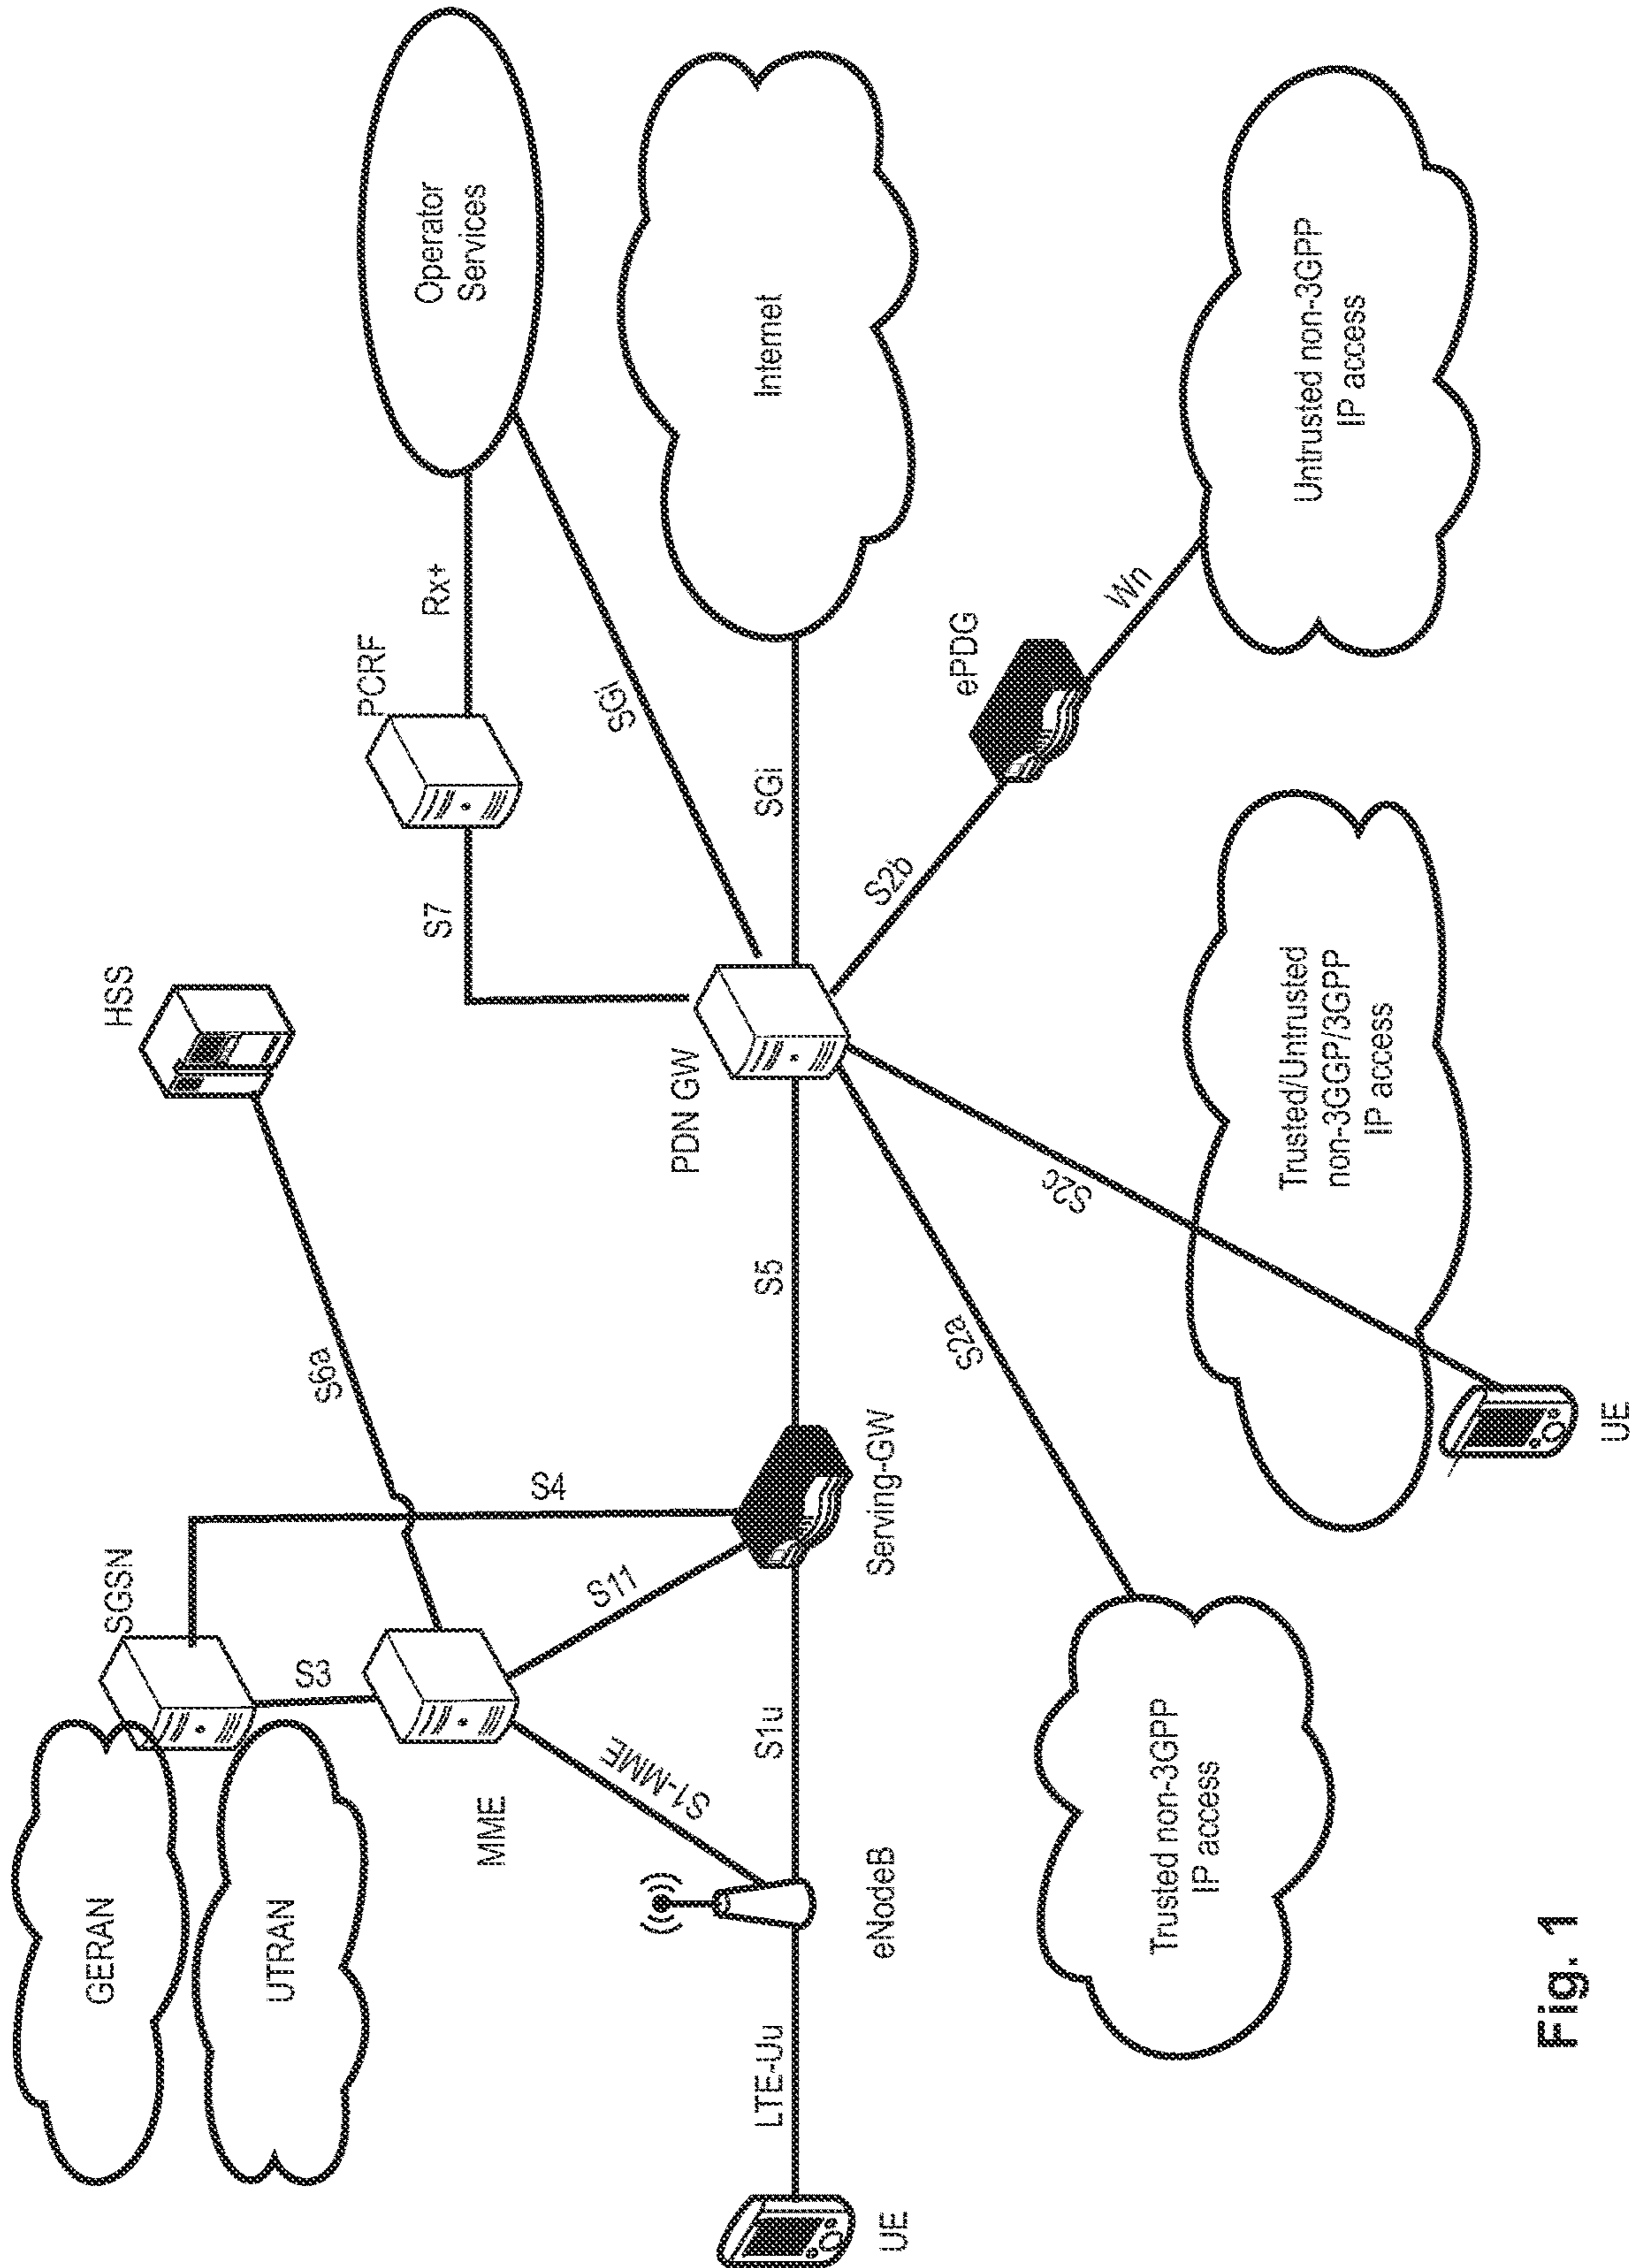 GERAN
SGSN
HSS
UTRAN
S3
S6a
PCRF
Rx+
Operator
Services
MME
S7
S4
S11
SGi
S1-MME
PDN GW
LTE-Uu
S1u
S5
SGi
Internet
UE
eNodeB
Serving-GW
S2b
ePDG
S2a
S2c
Wn
Trusted non-3GPP
IP access
Trusted/Untrusted
non-3GGP/3GPP
IP access
Untrusted non-3GPP
IP access
UE
Fig. 1